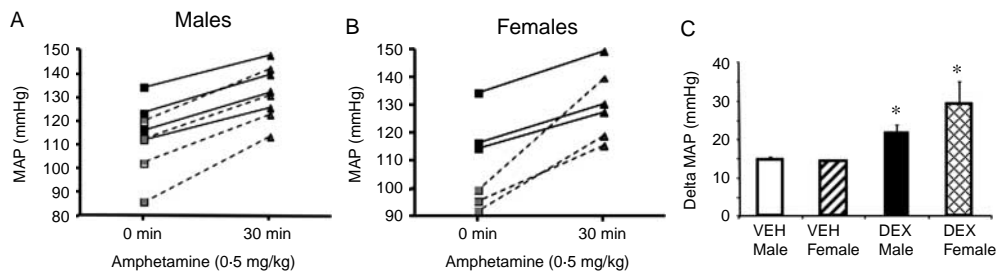 A
Males
MAP (mmHg)
150
140
130
120
110
100
90
80
0 min 30 min
Amphetamine (0·5 mg/kg)
B
Females
MAP (mmHg)
150
140
130
120
110
100
90
0 min 30 min
Amphetamine (0·5 mg/kg)
C
Delta MAP (mmHg)
40
30
20
10
0
* *
VEH VEH DEX DEX
Male Female Male Female